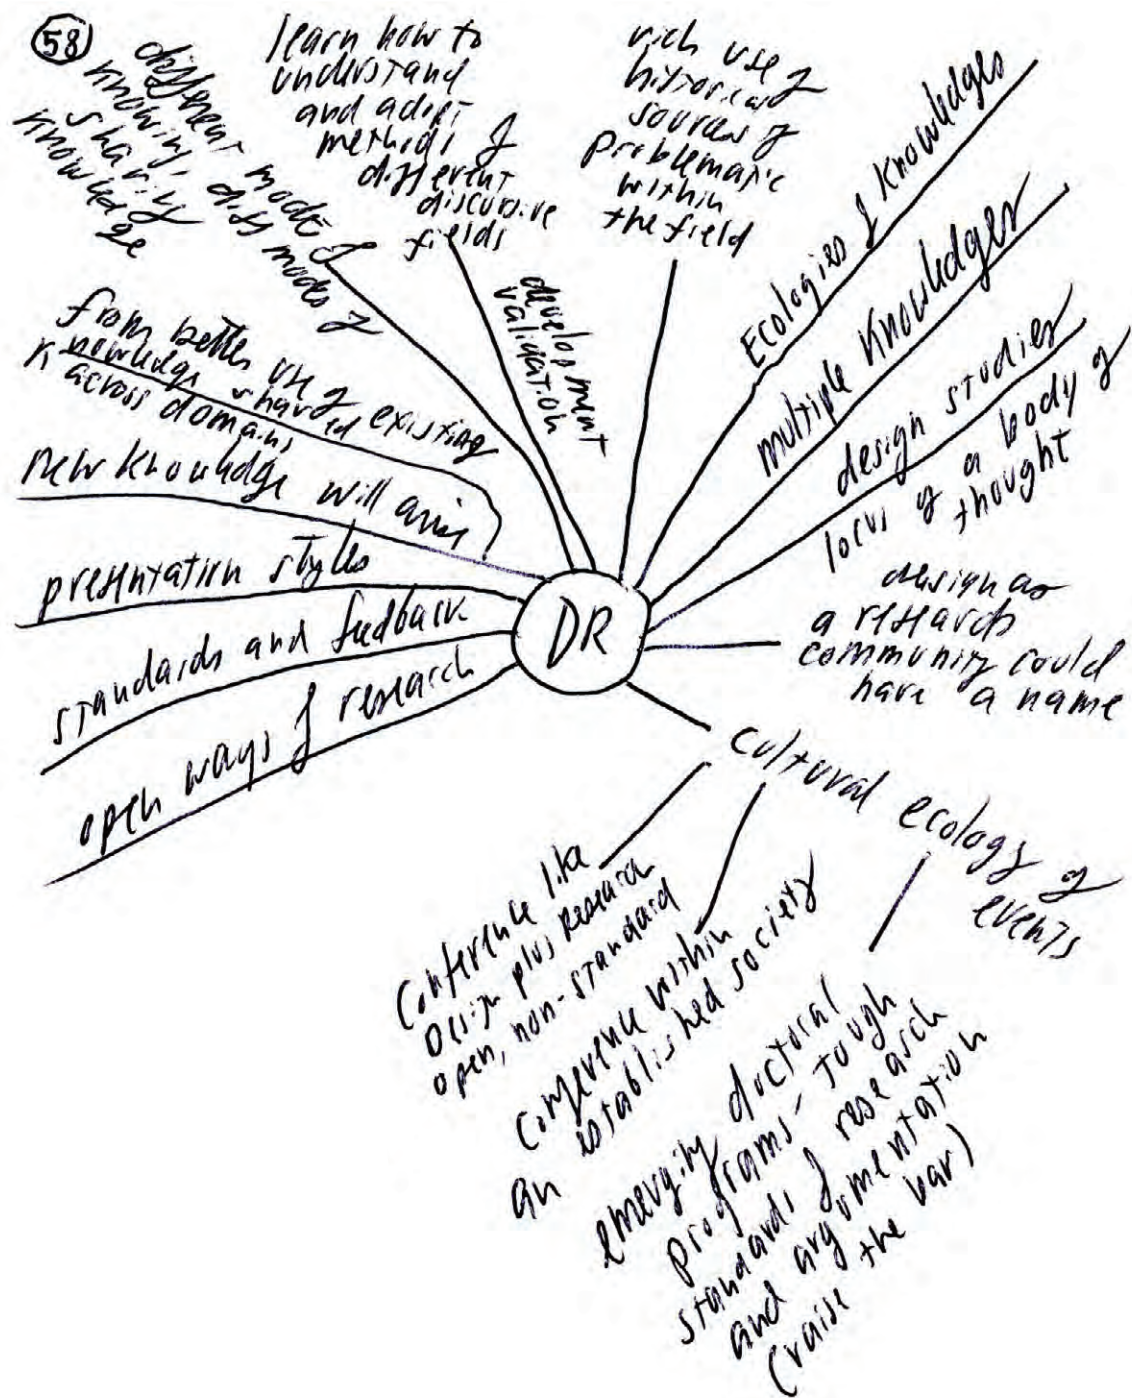 58
different modes of
knowing, diff modes of
sharing
knowledge
learn how to
understand
and adopt
methods of
different
discursive
fields
development
validation
rich use of
historical
sources of
problematic
within
the field
Ecologies of Knowledges
multiple Knowledges
design studies
locus of a body of
thought
design as
a research
community could
have a name
from better use of existing
knowledge shared
across domains
new knowledge will arise
presentation styles
standards and feedback
open ways of research
DR
cultural ecology of
events
Conference like
Design plus Research
open, non-standard
Conference within
an established society
emerging doctoral
programs - tough
standards of research
and argumentation
(raise the bar)